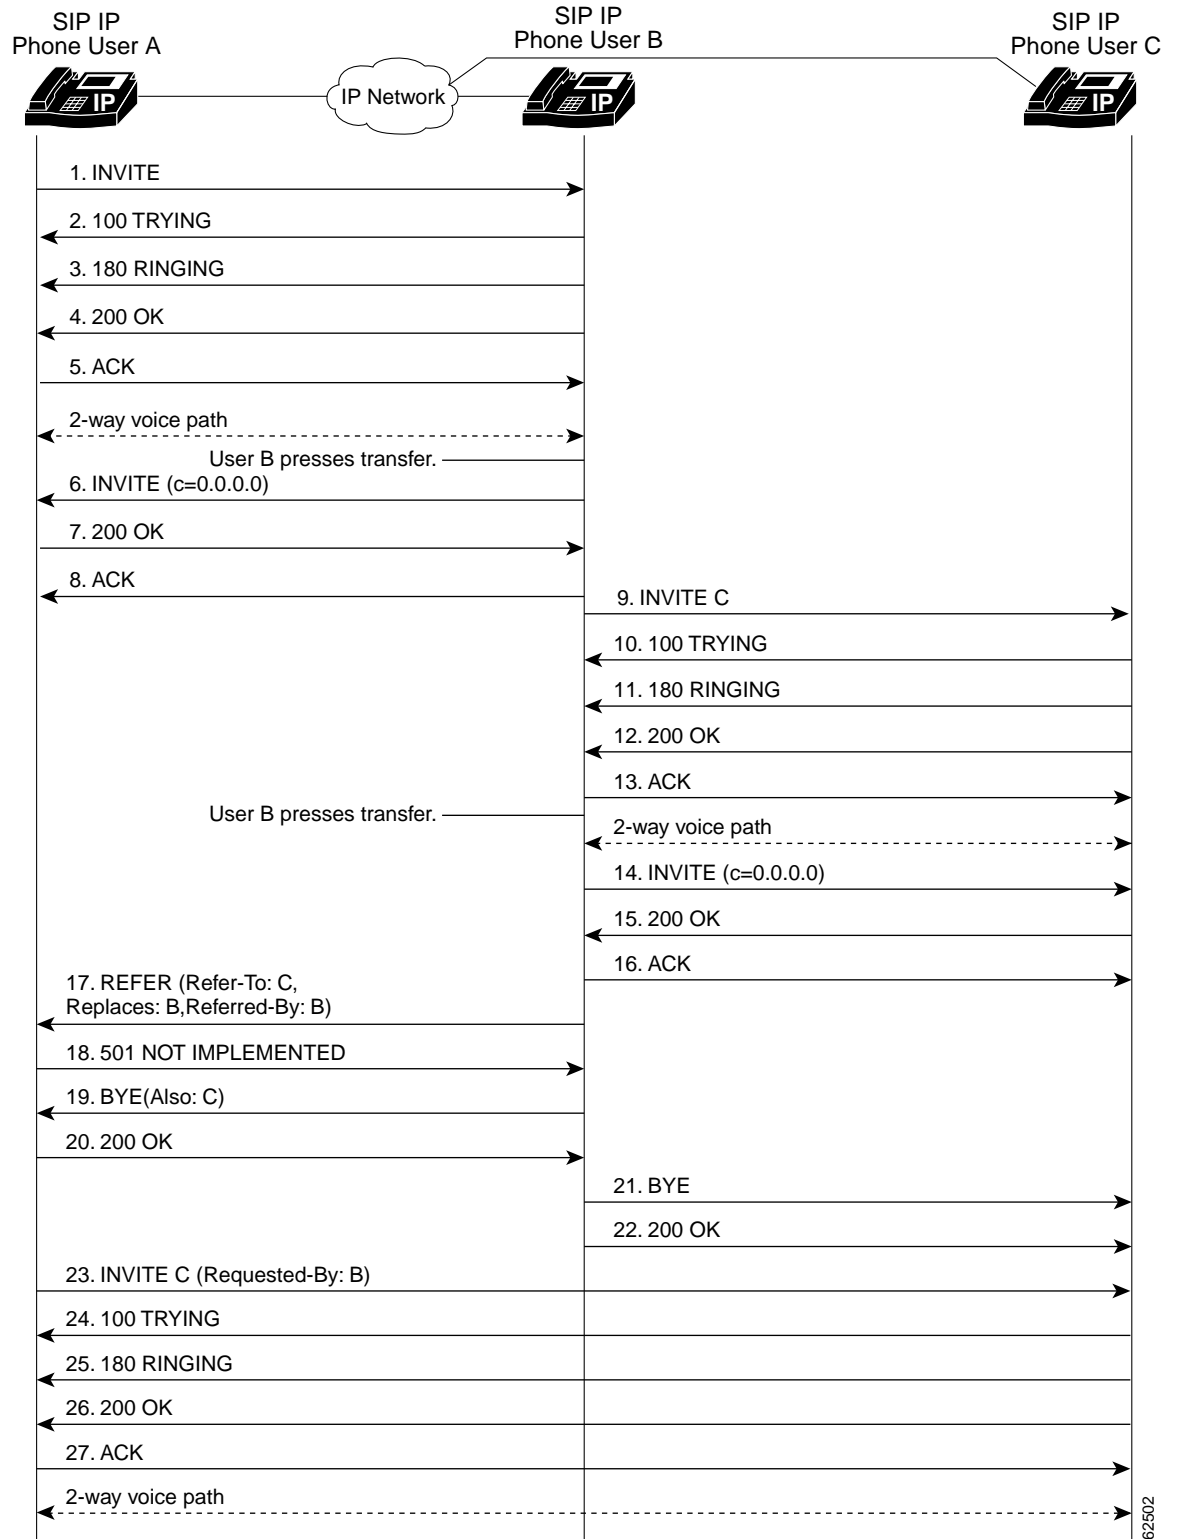 SIP IP
Phone User A
SIP IP
Phone User B
SIP IP
Phone User C
IP
IP Network
IP
IP
1. INVITE
2. 100 TRYING
3. 180 RINGING
4. 200 OK
5. ACK
2-way voice path
User B presses transfer.
6. INVITE (c=0.0.0.0)
7. 200 OK
8. ACK
9. INVITE C
10. 100 TRYING
11. 180 RINGING
12. 200 OK
13. ACK
User B presses transfer.
2-way voice path
14. INVITE (c=0.0.0.0)
15. 200 OK
16. ACK
17. REFER (Refer-To: C,
Replaces: B,Referred-By: B)
18. 501 NOT IMPLEMENTED
19. BYE(Also: C)
20. 200 OK
21. BYE
22. 200 OK
23. INVITE C (Requested-By: B)
24. 100 TRYING
25. 180 RINGING
26. 200 OK
27. ACK
2-way voice path
62502